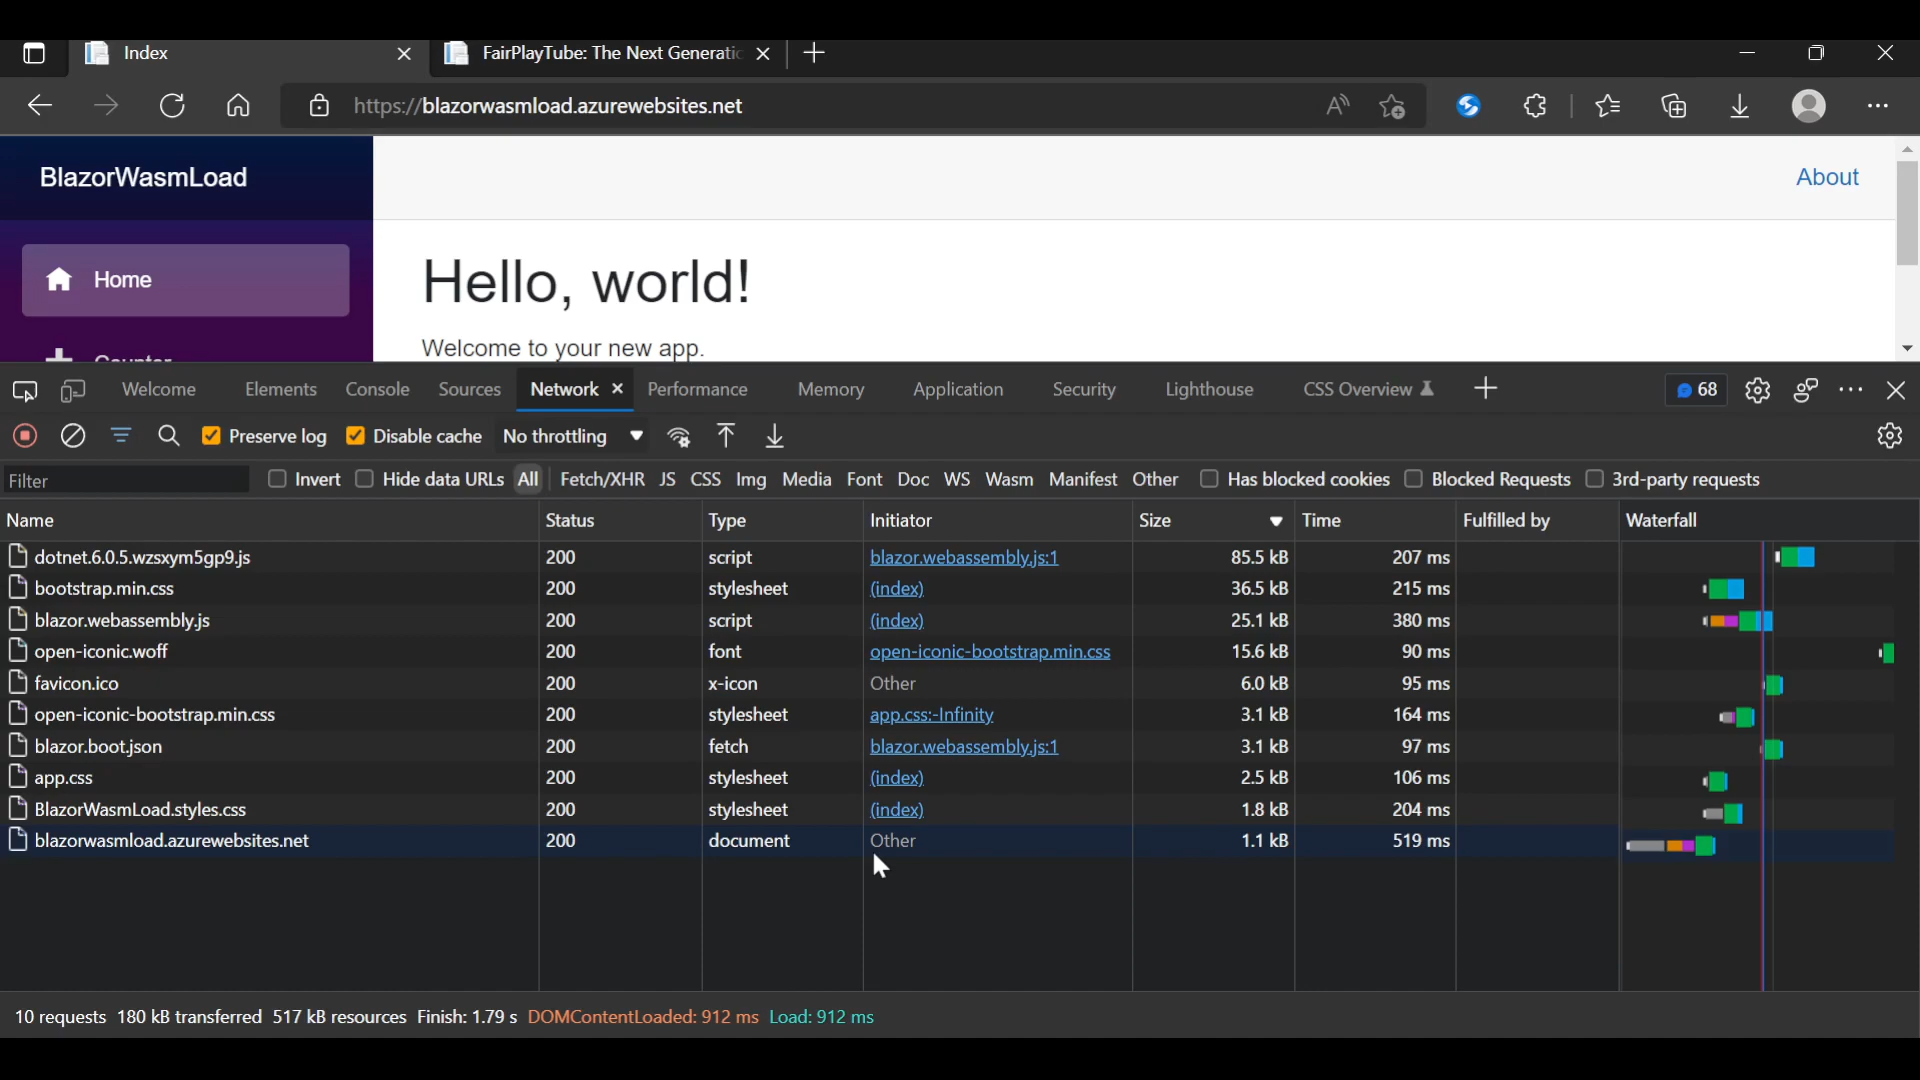 Index
FairPlayTube: The Next Generatic
https://blazorwasmload.azurewebsites.net
BlazorWasmLoad
About
Home
Hello, world!
Counter
Welcome to your new app.
Welcome Elements Console Sources Network Performance Memory Application Security Lighthouse CSS Overview 68
Preserve log Disable cache No throttling
Filter Invert Hide data URLs All Fetch/XHR JS CSS Img Media Font Doc WS Wasm Manifest Other Has blocked cookies Blocked Requests 3rd-party requests
Name Status Type Initiator Size Time Fulfilled by Waterfall
dotnet.6.0.5.wzsxym5gp9.js 200 script blazor.webassembly.js:1 85.5 kB 207 ms
bootstrap.min.css 200 stylesheet (index) 36.5 kB 215 ms
blazor.webassembly.js 200 script (index) 25.1 kB 380 ms
open-iconic.woff 200 font open-iconic-bootstrap.min.css 15.6 kB 90 ms
favicon.ico 200 x-icon Other 6.0 kB 95 ms
open-iconic-bootstrap.min.css 200 stylesheet app.css:-Infinity 3.1 kB 164 ms
blazor.boot.json 200 fetch blazor.webassembly.js:1 3.1 kB 97 ms
app.css 200 stylesheet (index) 2.5 kB 106 ms
BlazorWasmLoad.styles.css 200 stylesheet (index) 1.8 kB 204 ms
blazorwasmload.azurewebsites.net 200 document Other 1.1 kB 519 ms
10 requests 180 kB transferred 517 kB resources Finish: 1.79 s DOMContentLoaded: 912 ms Load: 912 ms